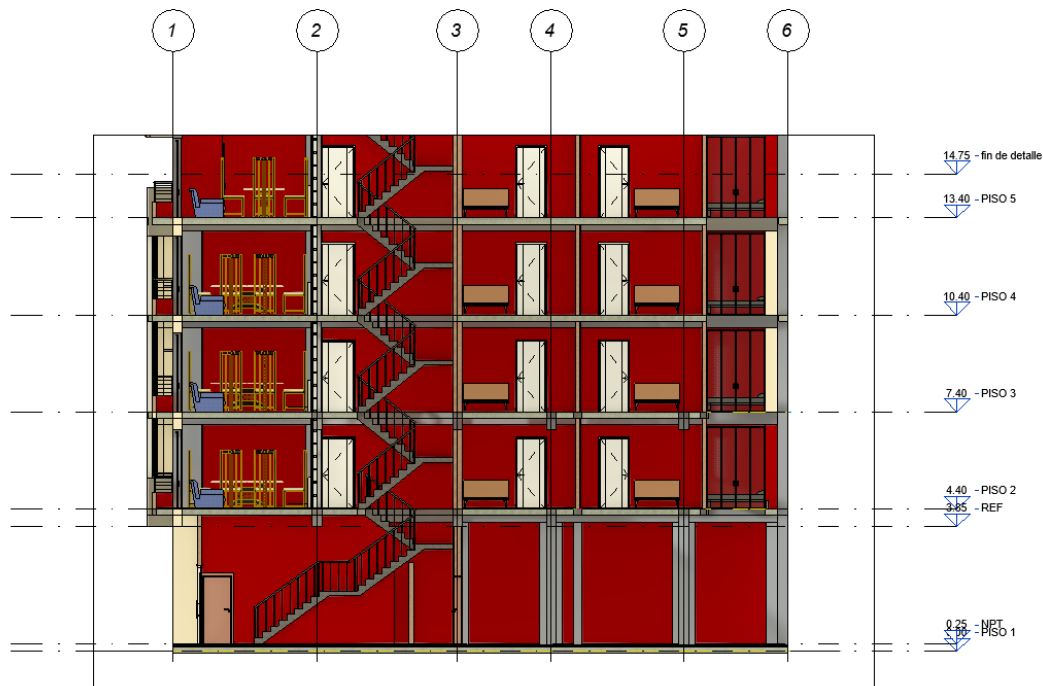 1 2 3 4 5 6
14.75 - fin de detalle
13.40 - PISO 5
10.40 - PISO 4
7.40 - PISO 3
4.40 - PISO 2
3.85 - REF
0.25 - NPT
- PISO 1